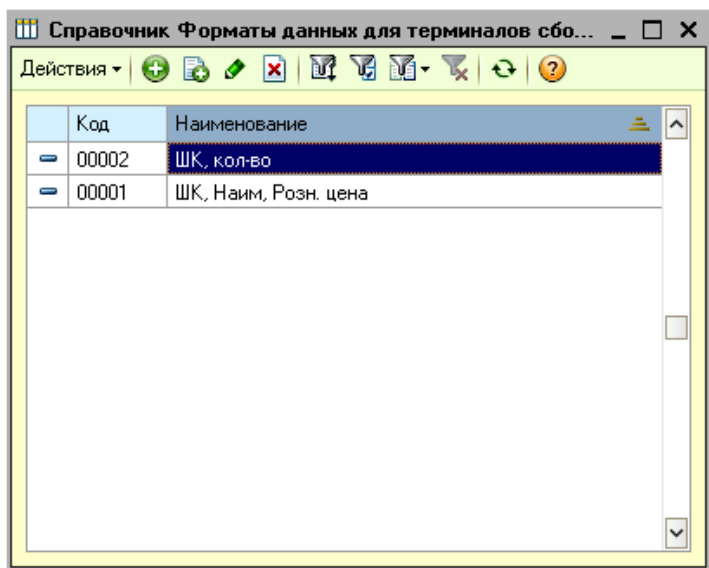 Справочник Форматы данных для терминалов сбо...
Действия
Код Наименование
00002 ШК, кол-во
00001 ШК, Наим, Розн. цена